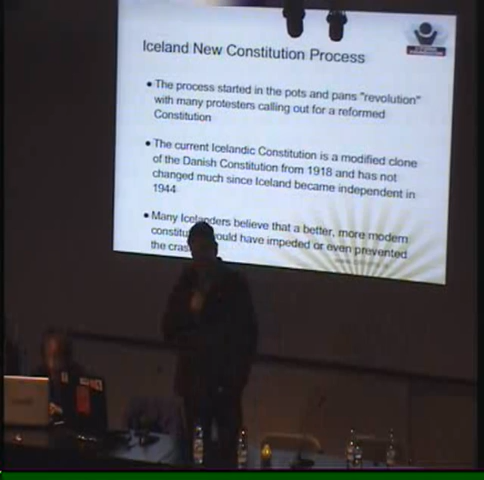 Iceland New Constitution Process
• The process started in the pots and pans "revolution"
with many protesters calling out for a reformed
Constitution
• The current Icelandic Constitution is a modified clone
of the Danish Constitution from 1918 and has not
changed much since Iceland became independent in
1944
• Many Icelanders believe that a better, more modern
would have impeded or even prevented
the